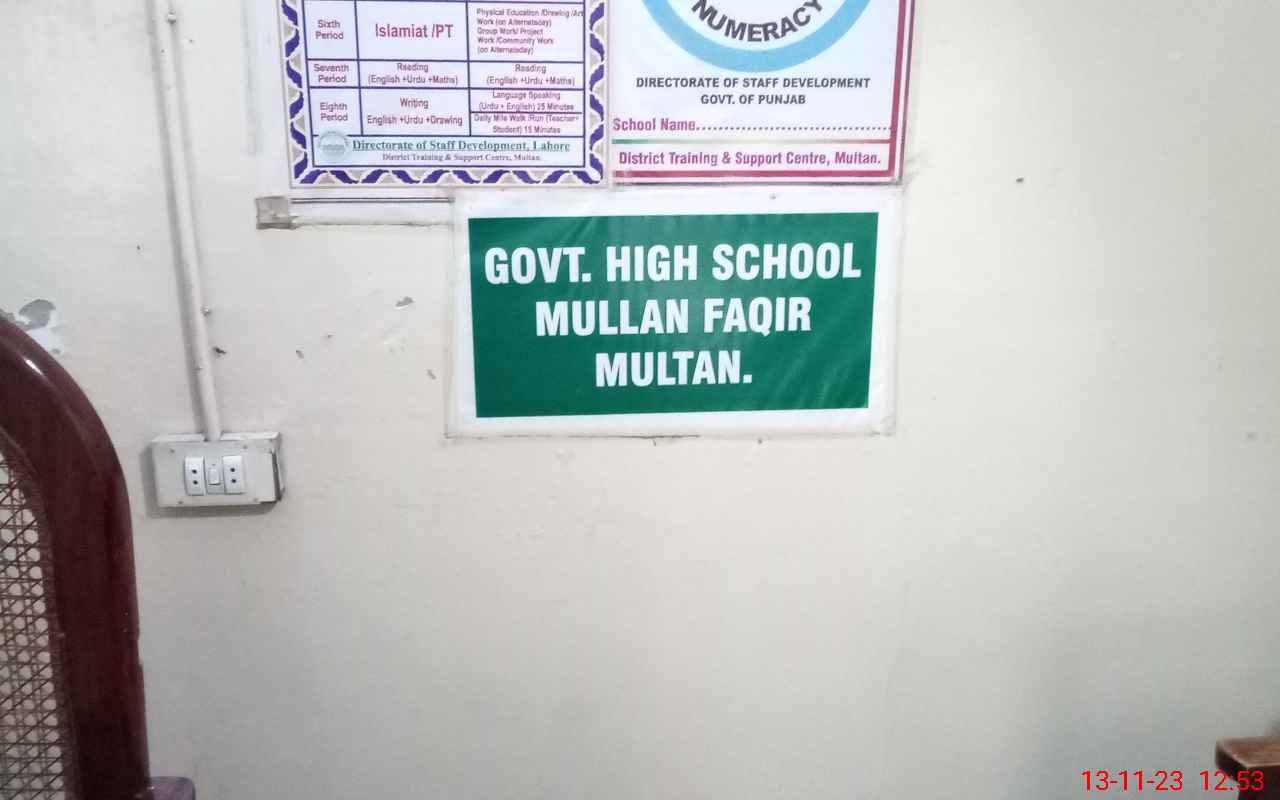 Sixth
Period
Islamiat /PT
Physical Education /Drawing /Art
Work (on Alternateday)
Group Work/ Project
Work /Community Work
(on Alternateday)
Seventh
Period
Reading
(English +Urdu +Maths)
Reading
(English +Urdu +Maths)
Eighth
Period
Writing
English +Urdu +Drawing
Language Speaking
(Urdu + English) 25 Minutes
Daily Mile Walk /Run (Teacher+
Student) 15 Minutes
Directorate of Staff Development, Lahore
District Training & Support Centre, Multan.
NUMERACY
DIRECTORATE OF STAFF DEVELOPMENT
GOVT. OF PUNJAB
School Name................................................
District Training & Support Centre, Multan.
GOVT. HIGH SCHOOL
MULLAN FAQIR
MULTAN.
13-11-23 12:53